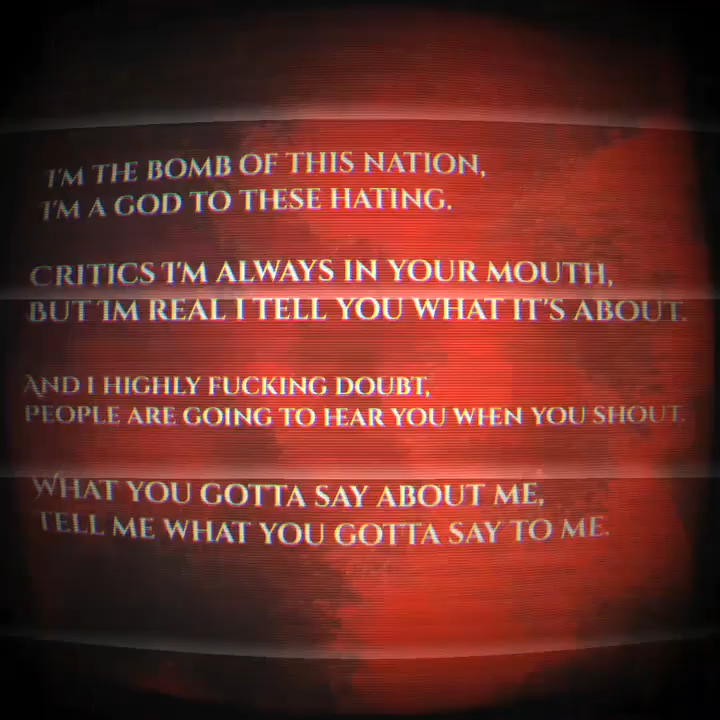 I'M THE BOMB OF THIS NATION,
I'M A GOD TO THESE HATING.
CRITICS I'M ALWAYS IN YOUR MOUTH,
BUT IM REAL I TELL YOU WHAT IT'S ABOUT.
AND I HIGHLY FUCKING DOUBT,
PEOPLE ARE GOING TO HEAR YOU WHEN YOU SHOUT.
WHAT YOU GOTTA SAY ABOUT ME,
TELL ME WHAT YOU GOTTA SAY TO ME.